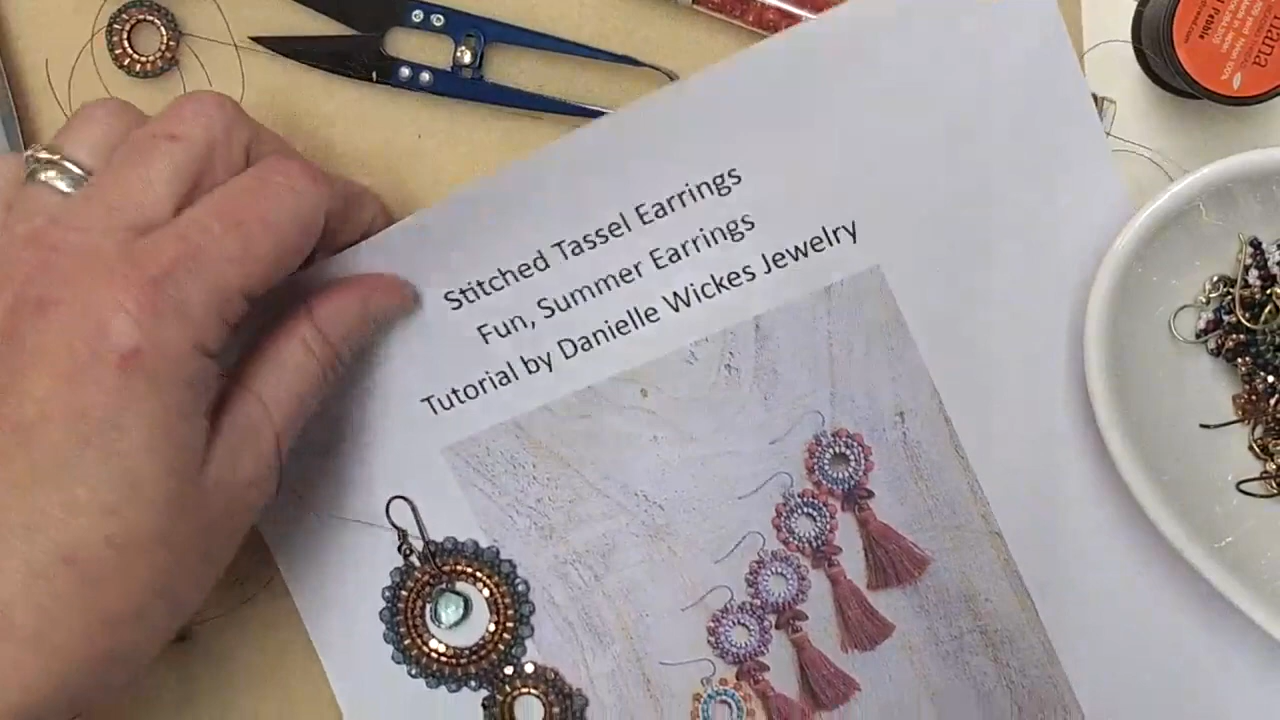 Stitched Tassel Earrings
Fun, Summer Earrings
Tutorial by Danielle Wickes Jewelry